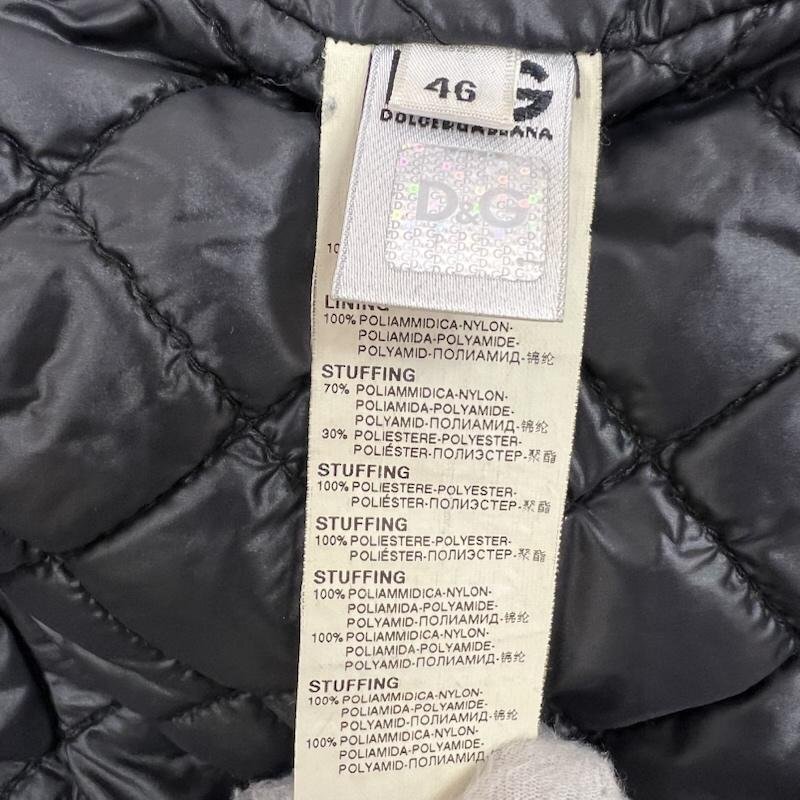 46
G
DOLCE&GABBANA
D&G
10
LINING
100% POLIAMMIDICA-NYLON-
POLIAMIDA-POLYAMIDE-
POLYAMID-ПОЛИАМИД-锦纶
STUFFING
70% POLIAMMIDICA-NYLON-
POLIAMIDA-POLYAMIDE-
POLYAMID-ПОЛИАМИД-锦纶
30% POLIESTERE-POLYESTER-
POLIÉSTER-ПОЛИЭСТЕР-聚酯
STUFFING
100% POLIESTERE-POLYESTER-
POLIÉSTER-ПОЛИЭСТЕР-聚酯
STUFFING
100% POLIESTERE-POLYESTER-
POLIÉSTER-ПОЛИЭСТЕР-聚酯
STUFFING
100% POLIAMMIDICA-NYLON-
POLIAMIDA-POLYAMIDE-
POLYAMID-ПОЛИАМИД-锦纶
100% POLIAMMIDICA-NYLON-
POLIAMIDA-POLYAMIDE-
POLYAMID-ПОЛИАМИД-锦纶
STUFFING
100% POLIAMMIDICA-NYLON-
POLIAMIDA-POLYAMIDE-
POLYAMID-ПОЛИАМИД-锦纶
100% POLIAMMIDICA-NYLON-
POLIAMIDA-POLYAMIDE-
POLYAMID-ПОЛИАМИД-锦纶